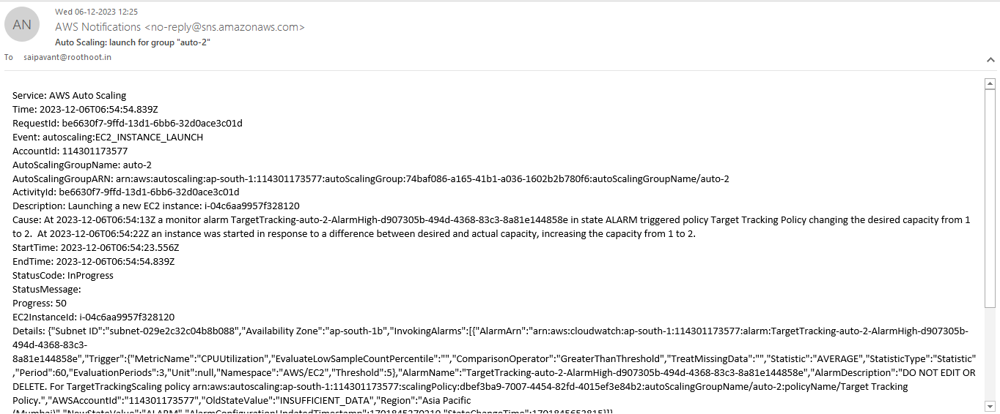 Wed 06-12-2023 12:25
AN
AWS Notifications <no-reply@sns.amazonaws.com>
Auto Scaling: launch for group "auto-2"
To saipavant@roothoot.in
Service: AWS Auto Scaling
Time: 2023-12-06T06:54:54.839Z
RequestId: be6630f7-9ffd-13d1-6bb6-32d0ace3c01d
Event: autoscaling:EC2_INSTANCE_LAUNCH
AccountId: 114301173577
AutoScalingGroupName: auto-2
AutoScalingGroupARN: arn:aws:autoscaling:ap-south-1:114301173577:autoScalingGroup:74baf086-a165-41b1-a036-1602b2b780f6:autoScalingGroupName/auto-2
ActivityId: be6630f7-9ffd-13d1-6bb6-32d0ace3c01d
Description: Launching a new EC2 instance: i-04c6aa9957f328120
Cause: At 2023-12-06T06:54:13Z a monitor alarm TargetTracking-auto-2-AlarmHigh-d907305b-494d-4368-83c3-8a81e144858e in state ALARM triggered policy Target Tracking Policy changing the desired capacity from 1
to 2.  At 2023-12-06T06:54:22Z an instance was started in response to a difference between desired and actual capacity, increasing the capacity from 1 to 2.
StartTime: 2023-12-06T06:54:23.556Z
EndTime: 2023-12-06T06:54:54.839Z
StatusCode: InProgress
StatusMessage:
Progress: 50
EC2InstanceId: i-04c6aa9957f328120
Details: {"Subnet ID":"subnet-029e2c32c04b8b088","Availability Zone":"ap-south-1b","InvokingAlarms":[{"AlarmArn":"arn:aws:cloudwatch:ap-south-1:114301173577:alarm:TargetTracking-auto-2-AlarmHigh-d907305b-
494d-4368-83c3-
8a81e144858e","Trigger":{"MetricName":"CPUUtilization","EvaluateLowSampleCountPercentile":"","ComparisonOperator":"GreaterThanThreshold","TreatMissingData":"","Statistic":"AVERAGE","StatisticType":"Statistic"
,"Period":60,"EvaluationPeriods":3,"Unit":null,"Namespace":"AWS/EC2","Threshold":5},"AlarmName":"TargetTracking-auto-2-AlarmHigh-d907305b-494d-4368-83c3-8a81e144858e","AlarmDescription":"DO NOT EDIT OR
DELETE. For TargetTrackingScaling policy arn:aws:autoscaling:ap-south-1:114301173577:scalingPolicy:dbef3ba9-7007-4454-82fd-4015ef3e84b2:autoScalingGroupName/auto-2:policyName/Target Tracking
Policy.","AWSAccountId":"114301173577","OldStateValue":"INSUFFICIENT_DATA","Region":"Asia Pacific
(Mumbai)","NewStateValue":"ALARM","AlarmConfigurationUpdatedTimestamp":